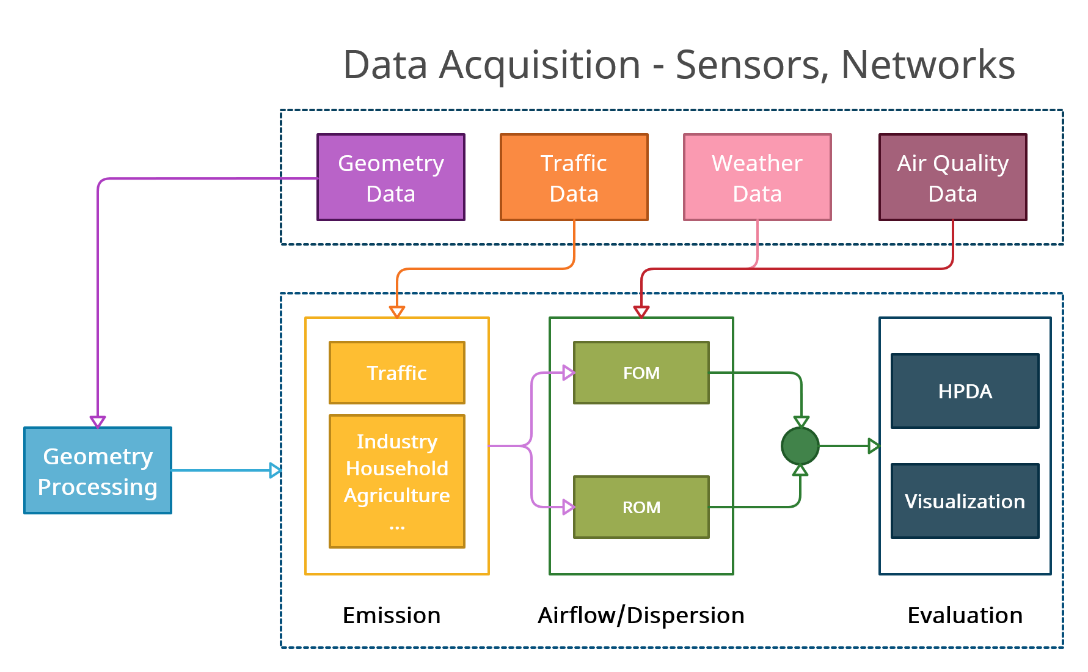 Data Acquisition - Sensors, Networks
Geometry
Data
Traffic
Data
Weather
Data
Air Quality
Data
Geometry
Processing
Traffic
Industry
Household
Agriculture
...
FOM
ROM
HPDA
Visualization
Emission
Airflow/Dispersion
Evaluation